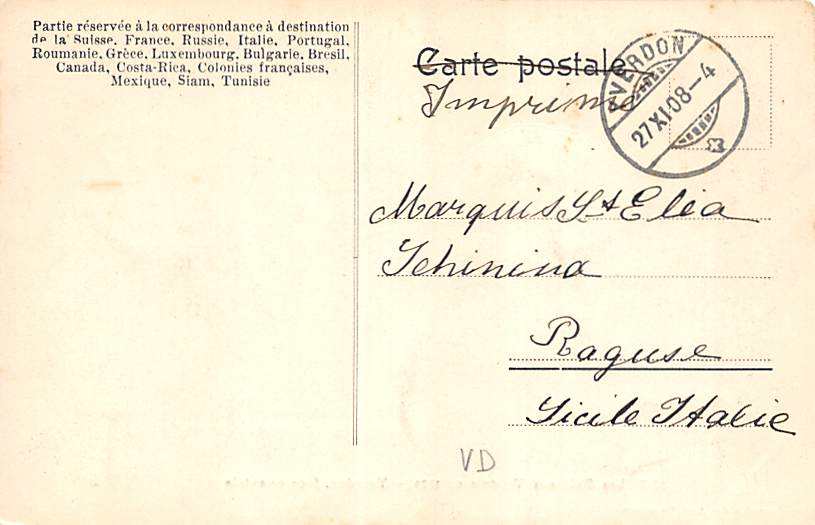 Partie réservée à la correspondance à destination
de la Suisse. France, Russie, Italie, Portugal,
Roumanie, Grèce, Luxembourg, Bulgarie, Brésil,
Canada, Costa-Rica, Colonies françaises,
Mexique, Siam, Tunisie
Carte postale
Imprimé
YVERDON
27 XI 08-4
Marquis St Elia
Schinina
Raguse
Sicile Italie
VD